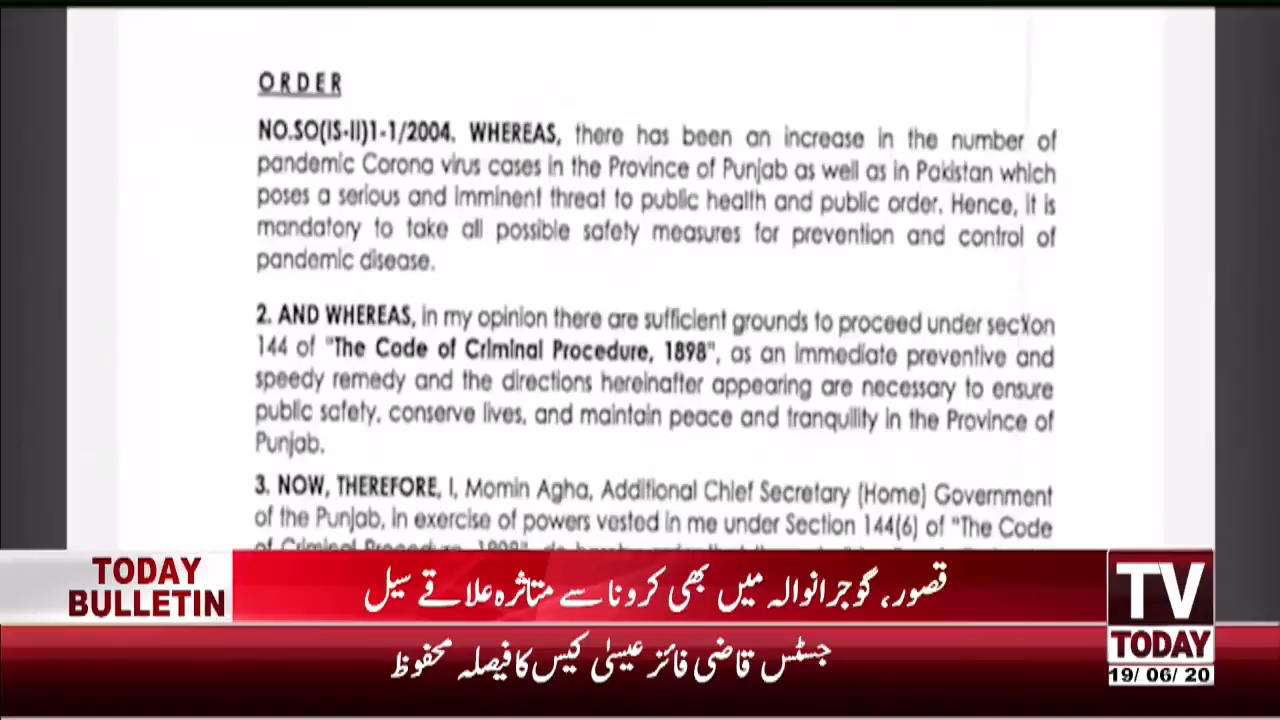 ORDER
NO.SO(IS-II)1-1/2004. WHEREAS, there has been an increase in the number of
pandemic Corona virus cases in the Province of Punjab as well as in Pakistan which
poses a serious and imminent threat to public health and public order. Hence, it is
mandatory to take all possible safety measures for prevention and control of
pandemic disease.
2. AND WHEREAS, in my opinion there are sufficient grounds to proceed under section
144 of "The Code of Criminal Procedure, 1898", as an immediate preventive and
speedy remedy and the directions hereinafter appearing are necessary to ensure
public safety, conserve lives, and maintain peace and tranquility in the Province of
Punjab.
3. NOW, THEREFORE, I, Momin Agha, Additional Chief Secretary (Home) Government
of the Punjab, in exercise of powers vested in me under Section 144(6) of "The Code
of Criminal Procedure, 1898",
TODAY
BULLETIN
قصور، گوجرانوالہ میں بھی کرونا سے متاثرہ علاقے سیل
جسٹس قاضی فائز عیسیٰ کیس کا فیصلہ محفوظ
TV
TODAY
19/ 06/ 20